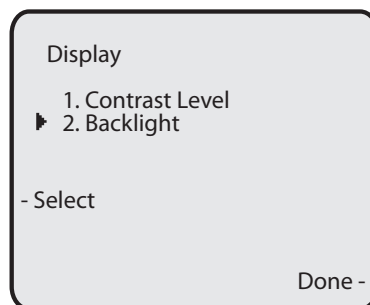 Display
1. Contrast Level
2. Backlight
- Select
Done -